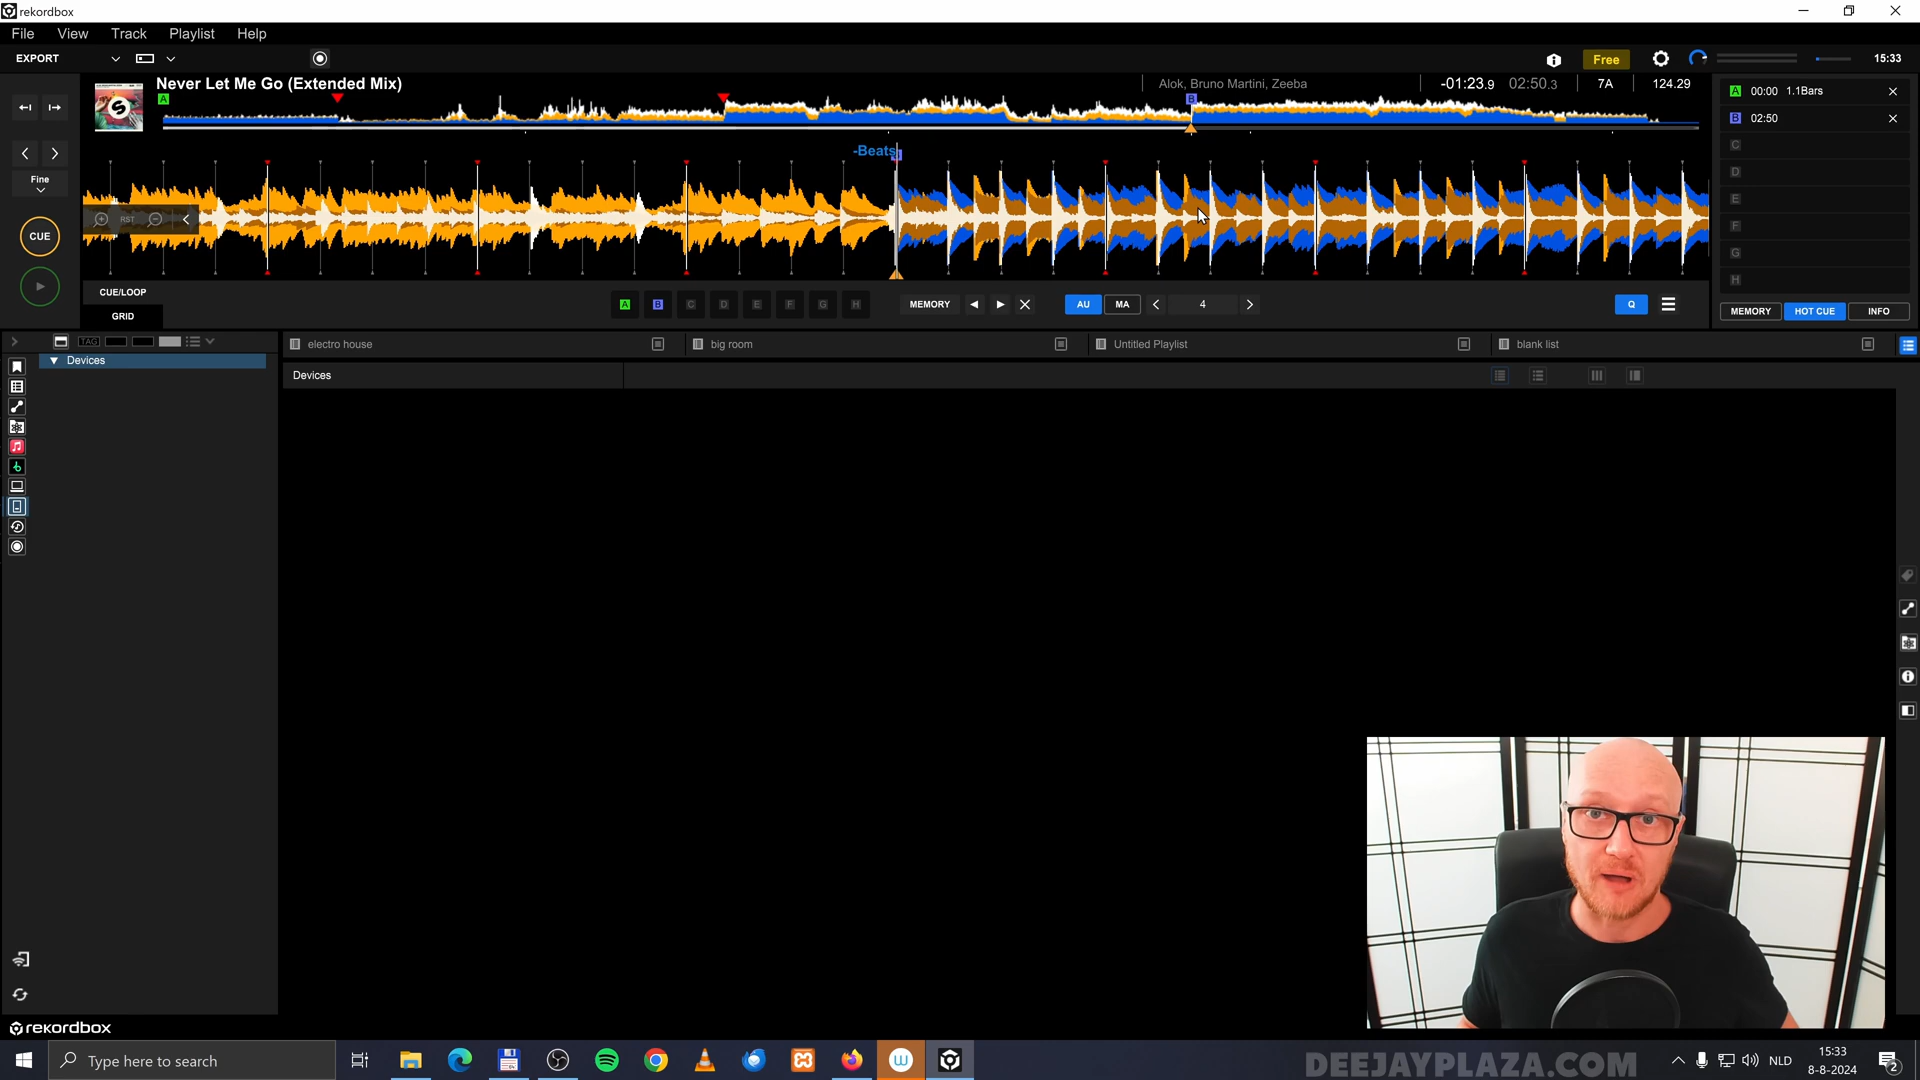 rekordbox
File View Track Playlist Help
EXPORT Free 15:33
Never Let Me Go (Extended Mix) Alok, Bruno Martini, Zeeba -01:23.9 02:50.3 7A 124.29
A B
A 00:00 1.1Bars
B 02:50
C
D
E
F
G
H
-Beats
Fine
RST
CUE
CUE/LOOP
GRID
A B C D E F G H MEMORY AU MA 4 Q
MEMORY HOT CUE INFO
TAG
electro house big room Untitled Playlist blank list
Devices
Devices
rekordbox
Type here to search
DEEJAYPLAZA.COM
NLD
15:33
8-8-2024
2